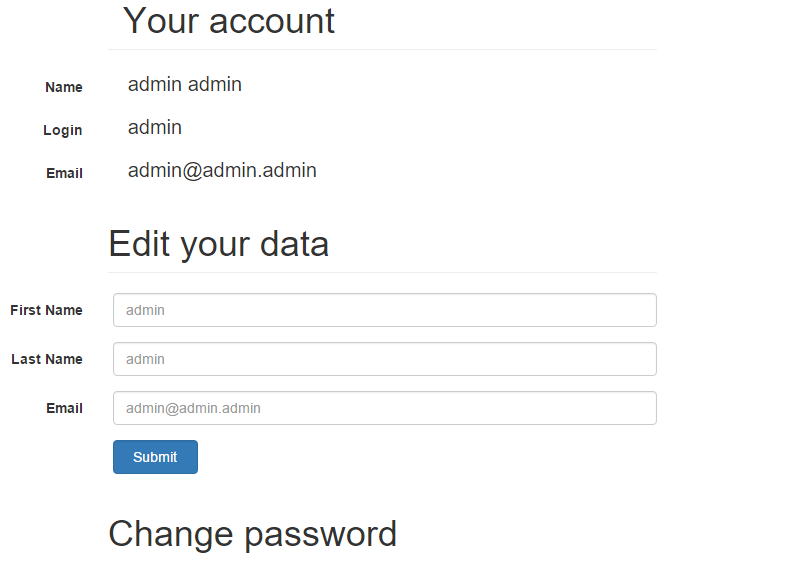 Your account
Name admin admin
Login admin
Email admin@admin.admin
Edit your data
First Name admin
Last Name admin
Email admin@admin.admin
Submit
Change password